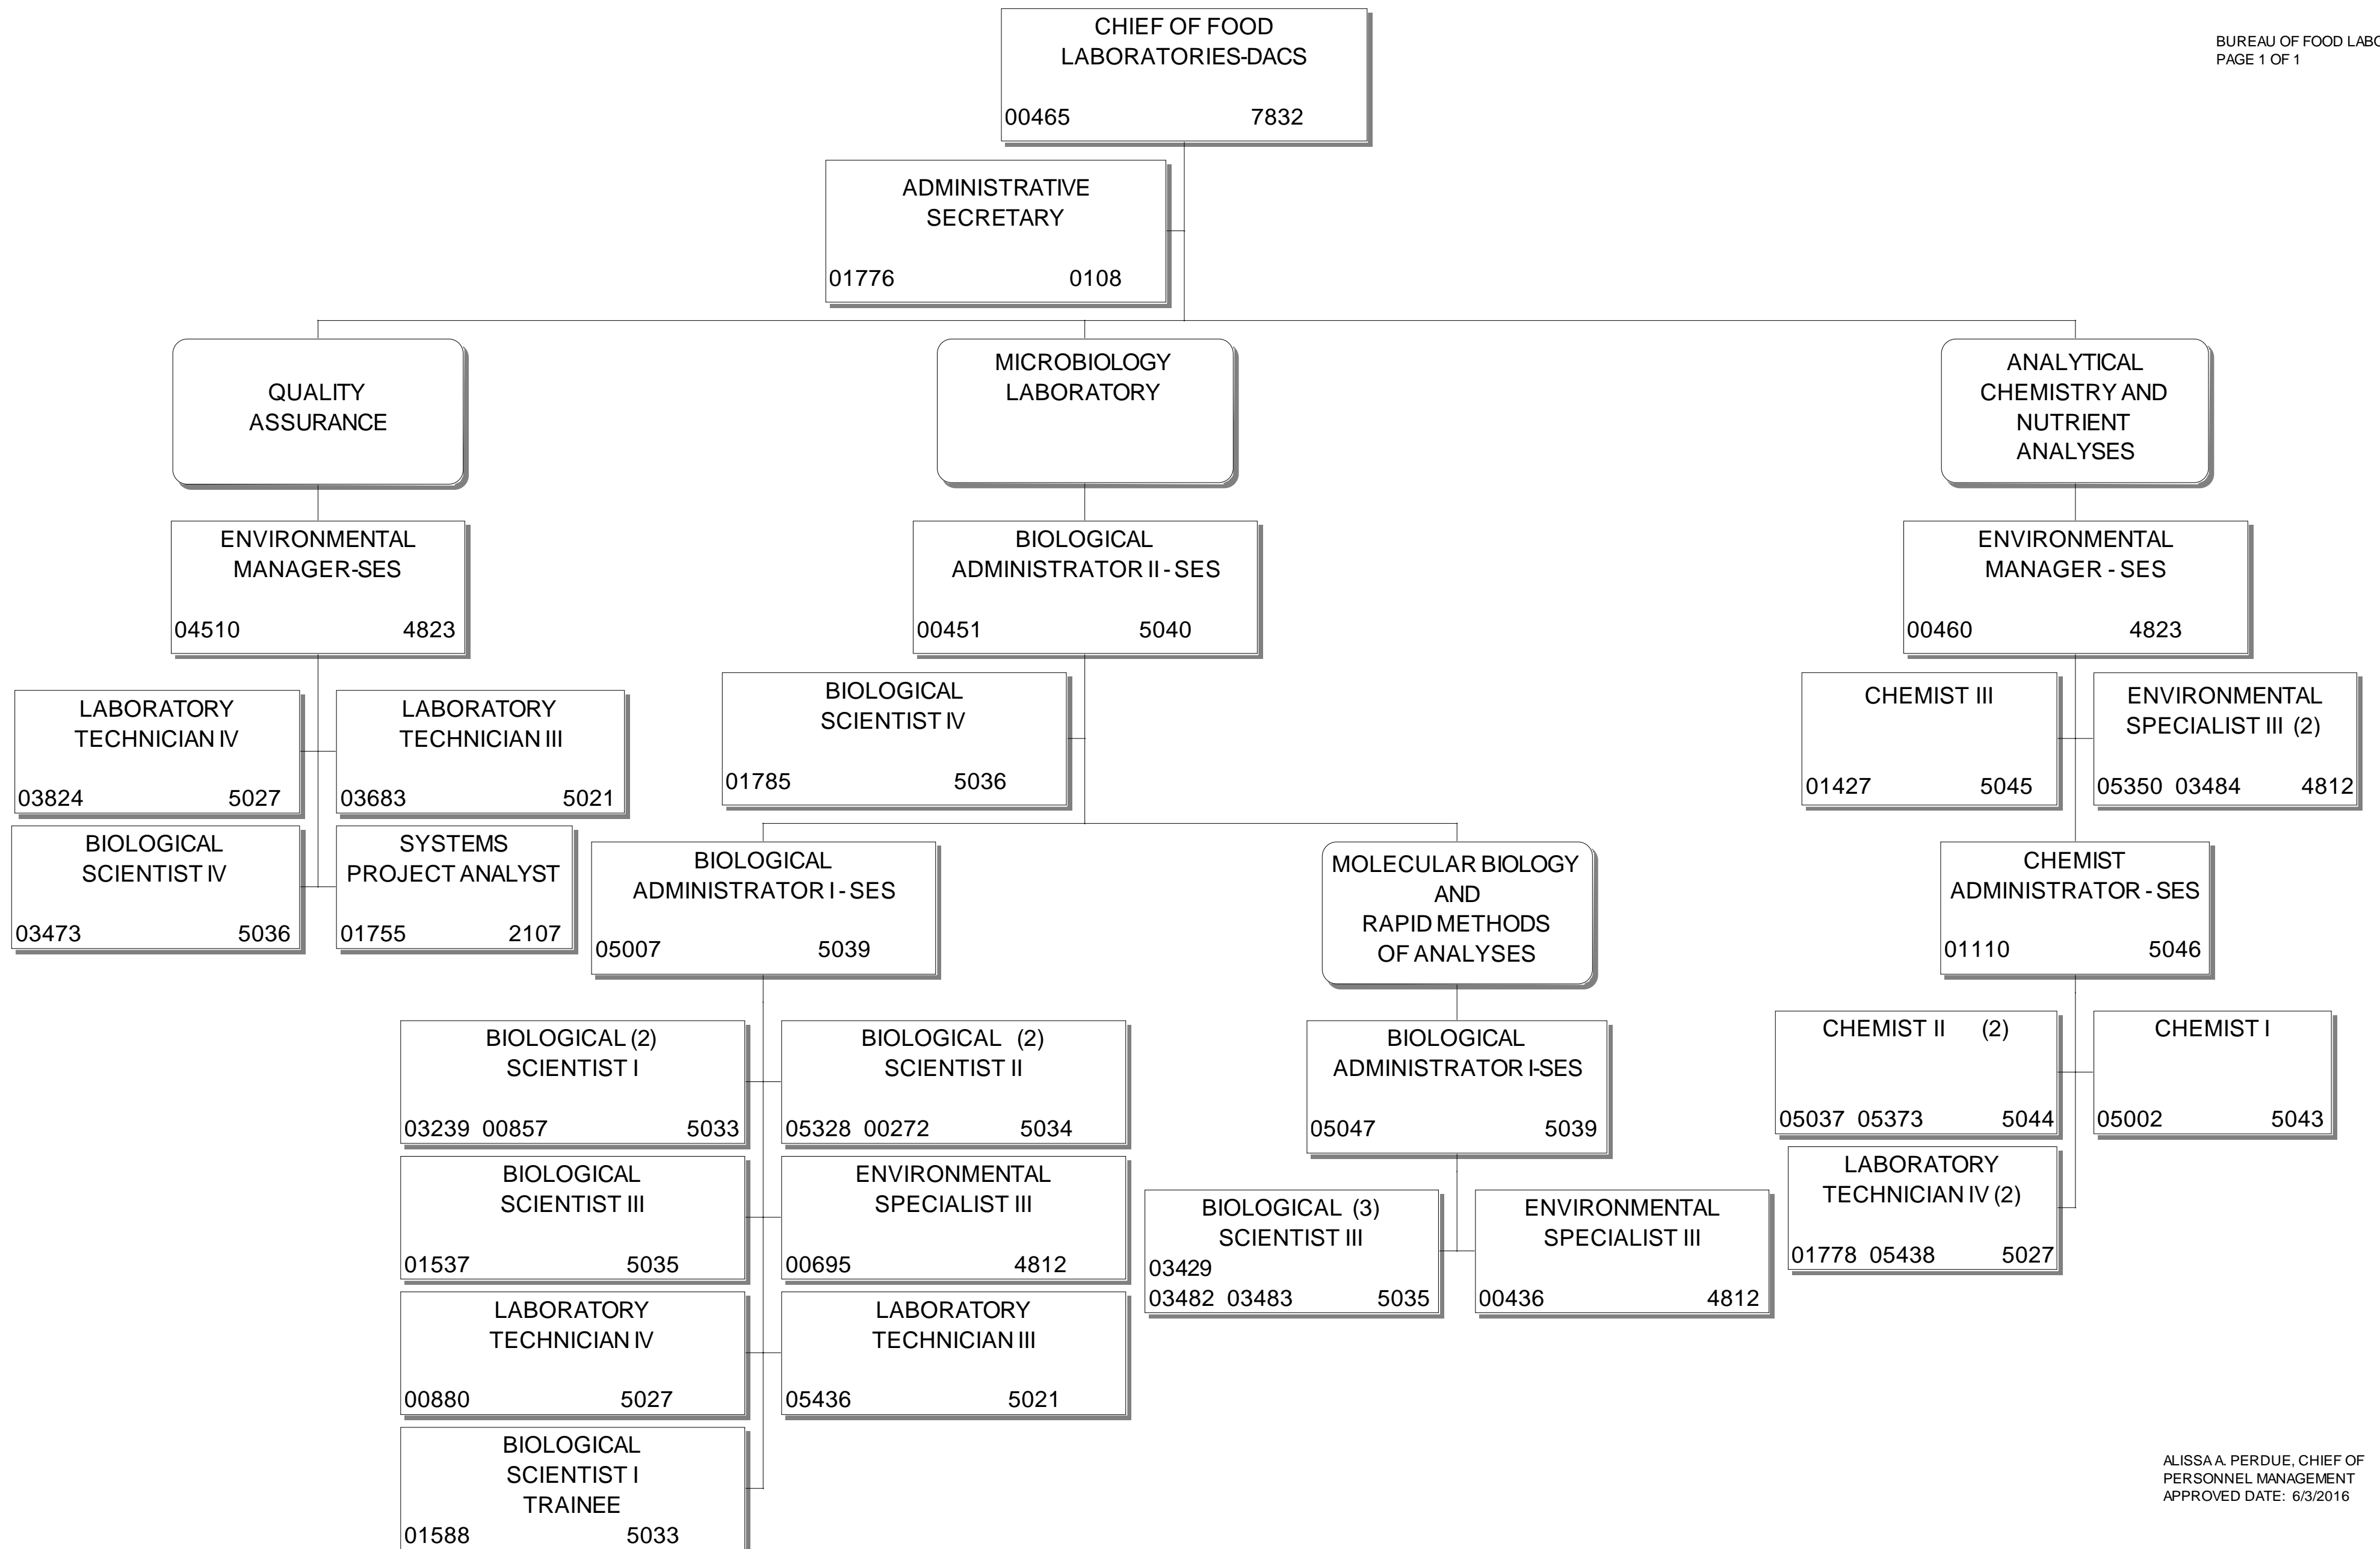 CHIEF OF FOOD
LABORATORIES-DACS
00465 7832
BUREAU OF FOOD LABO
PAGE 1 OF 1
ADMINISTRATIVE
SECRETARY
01776 0108
QUALITY
ASSURANCE
MICROBIOLOGY
LABORATORY
ANALYTICAL
CHEMISTRY AND
NUTRIENT
ANALYSES
ENVIRONMENTAL
MANAGER-SES
04510 4823
BIOLOGICAL
ADMINISTRATOR II - SES
00451 5040
ENVIRONMENTAL
MANAGER - SES
00460 4823
LABORATORY
TECHNICIAN IV
03824 5027
LABORATORY
TECHNICIAN III
03683 5021
BIOLOGICAL
SCIENTIST IV
03473 5036
SYSTEMS
PROJECT ANALYST
01755 2107
BIOLOGICAL
SCIENTIST IV
01785 5036
CHEMIST III
01427 5045
ENVIRONMENTAL
SPECIALIST III (2)
05350 03484 4812
BIOLOGICAL
ADMINISTRATOR I - SES
05007 5039
MOLECULAR BIOLOGY
AND
RAPID METHODS
OF ANALYSES
CHEMIST
ADMINISTRATOR - SES
01110 5046
BIOLOGICAL (2)
SCIENTIST I
03239 00857 5033
BIOLOGICAL (2)
SCIENTIST II
05328 00272 5034
BIOLOGICAL
SCIENTIST III
01537 5035
ENVIRONMENTAL
SPECIALIST III
00695 4812
LABORATORY
TECHNICIAN IV
00880 5027
LABORATORY
TECHNICIAN III
05436 5021
BIOLOGICAL
SCIENTIST I
TRAINEE
01588 5033
BIOLOGICAL
ADMINISTRATOR I-SES
05047 5039
BIOLOGICAL (3)
SCIENTIST III
03429
03482 03483 5035
ENVIRONMENTAL
SPECIALIST III
00436 4812
CHEMIST II (2)
05037 05373 5044
CHEMIST I
05002 5043
LABORATORY
TECHNICIAN IV (2)
01778 05438 5027
ALISSA A. PERDUE, CHIEF OF
PERSONNEL MANAGEMENT
APPROVED DATE: 6/3/2016